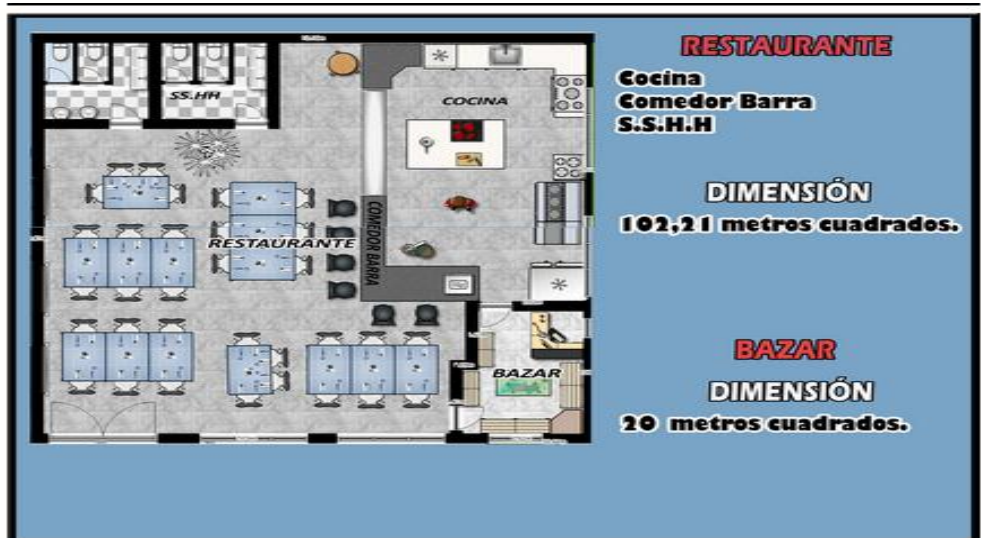 RESTAURANTE
Cocina
Comedor Barra
S.S.H.H
DIMENSIÓN
102,21 metros cuadrados.
BAZAR
DIMENSIÓN
20 metros cuadrados.
SS.HH
COCINA
RESTAURANTE
COMEDOR BARRA
BAZAR